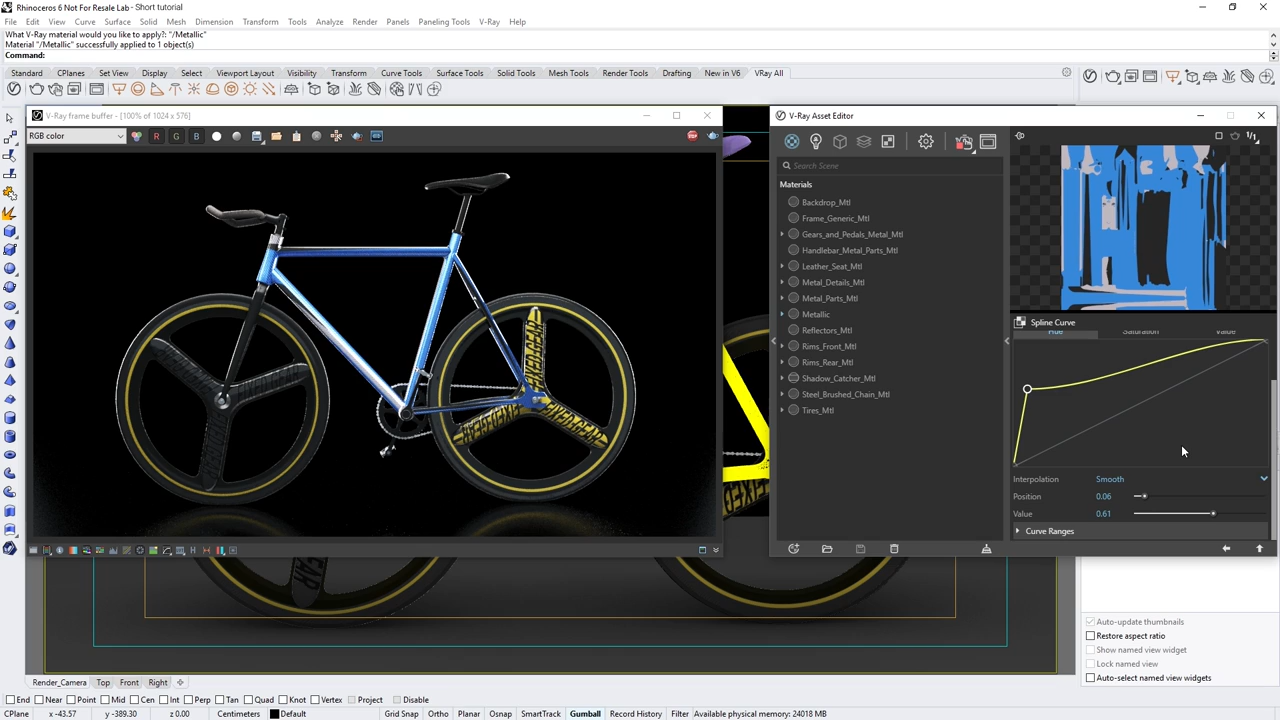 Rhinoceros 6 Not For Resale Lab - Short tutorial
File Edit View Curve Surface Solid Mesh Dimension Transform Tools Analyze Render Panels Paneling Tools V-Ray Help
What V-Ray material would you like to apply?: "/Metallic"
Material "/Metallic" successfully applied to 1 object(s)
Command:
Standard CPlanes Set View Display Select Viewport Layout Visibility Transform Curve Tools Surface Tools Solid Tools Mesh Tools Render Tools Drafting New in V6 VRay All
V-Ray frame buffer - [100% of 1024 x 576]
RGB color
R G B
STOP
V-Ray Asset Editor
1/1
Search Scene
Materials
Backdrop_Mtl
Frame_Generic_Mtl
Gears_and_Pedals_Metal_Mtl
Handlebar_Metal_Parts_Mtl
Leather_Seat_Mtl
Metal_Details_Mtl
Metal_Parts_Mtl
Metallic
Reflectors_Mtl
Rims_Front_Mtl
Rims_Rear_Mtl
Shadow_Catcher_Mtl
Steel_Brushed_Chain_Mtl
Tires_Mtl
Spline Curve
Hue Saturation Value
Interpolation Smooth
Position 0.06
Value 0.61
Curve Ranges
FIXEDGEAR
Auto-update thumbnails
Restore aspect ratio
Show named view widget
Lock named view
Auto-select named view widgets
Render_Camera Top Front Right
End Near Point Mid Cen Int Perp Tan Quad Knot Vertex Project Disable
CPlane x -43.57 y -389.30 z 0.00 Centimeters Default Grid Snap Ortho Planar Osnap SmartTrack Gumball Record History Filter Available physical memory: 24018 MB